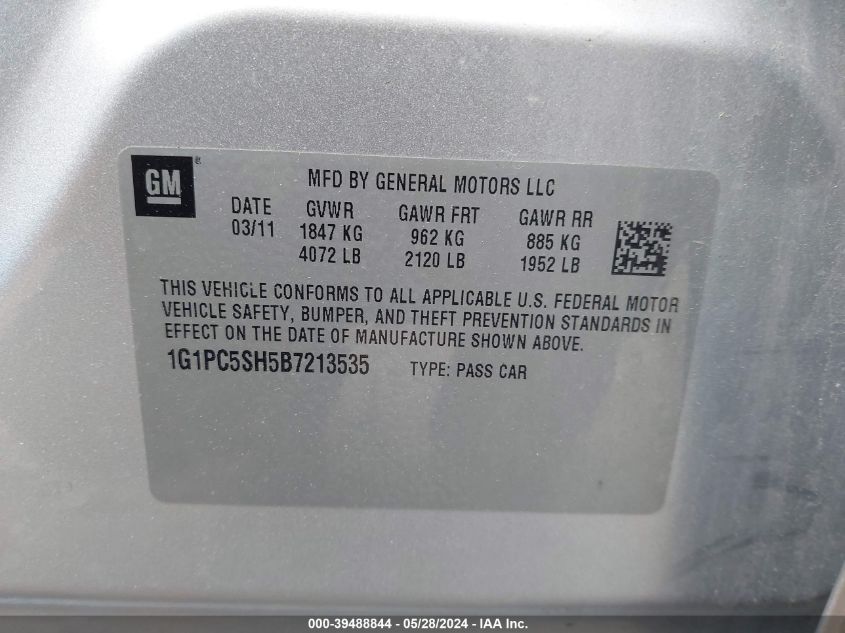 GM®
MFD BY GENERAL MOTORS LLC
DATE GVWR GAWR FRT GAWR RR
03/11 1847 KG 962 KG 885 KG
4072 LB 2120 LB 1952 LB
THIS VEHICLE CONFORMS TO ALL APPLICABLE U.S. FEDERAL MOTOR
VEHICLE SAFETY, BUMPER, AND THEFT PREVENTION STANDARDS IN
EFFECT ON THE DATE OF MANUFACTURE SHOWN ABOVE.
1G1PC5SH5B7213535 TYPE: PASS CAR
000-39488844 - 05/28/2024 - IAA Inc.